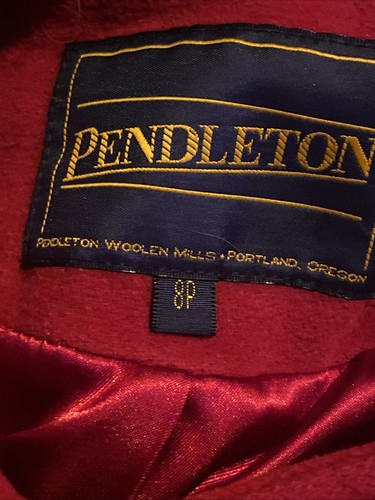 PENDLETON
PENDLETON WOOLEN MILLS • PORTLAND, OREGON
8P